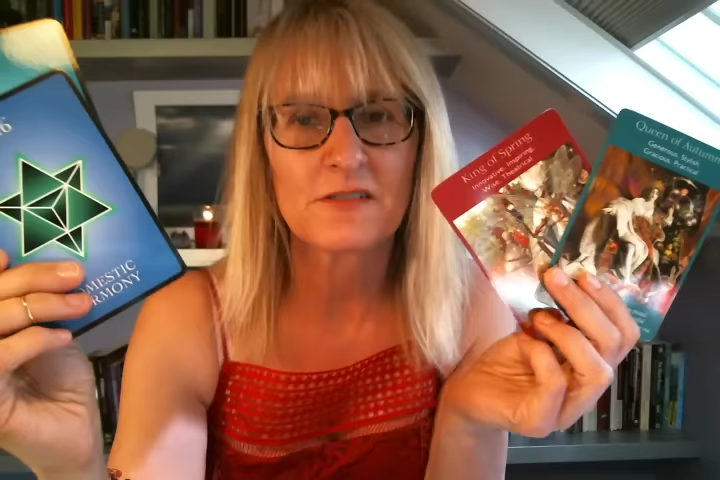 MESTIC
RMONY
King of Spring
Innovative, Inspiring,
Wise Theatrical
Queen of Autumn
Generous, Stylish
Gracious, Practical